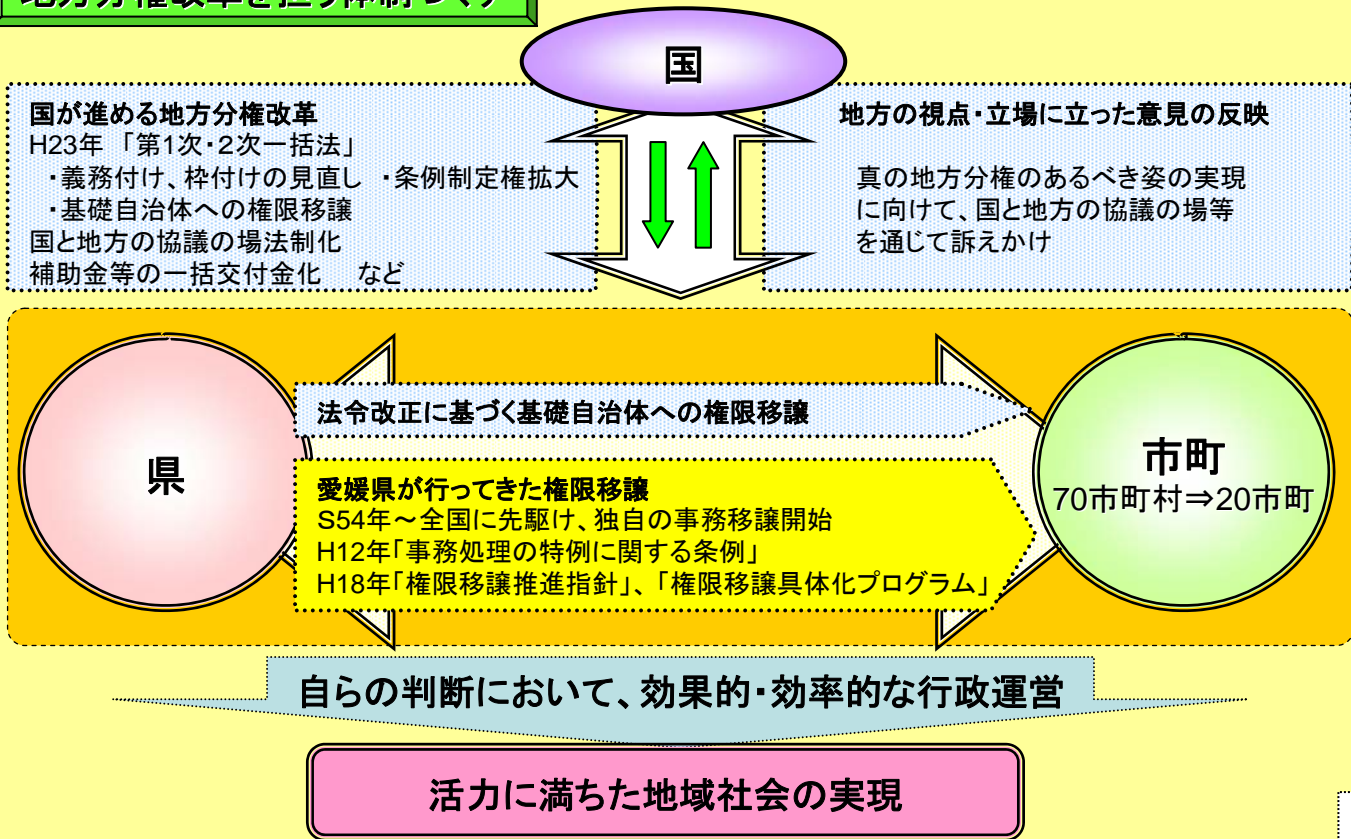 地方分権改革を担う体制づくり
国
国が進める地方分権改革
H23年 「第1次・2次一括法」
・義務付け、枠付けの見直し ・条例制定権拡大
・基礎自治体への権限移譲
国と地方の協議の場法制化
補助金等の一括交付金化 など
地方の視点・立場に立った意見の反映
真の地方分権のあるべき姿の実現
に向けて、国と地方の協議の場等
を通じて訴えかけ
県
法令改正に基づく基礎自治体への権限移譲
愛媛県が行ってきた権限移譲
S54年～全国に先駆け、独自の事務移譲開始
H12年「事務処理の特例に関する条例」
H18年「権限移譲推進指針」、「権限移譲具体化プログラム」
市町
70市町村⇒20市町
自らの判断において、効果的・効率的な行政運営
活力に満ちた地域社会の実現